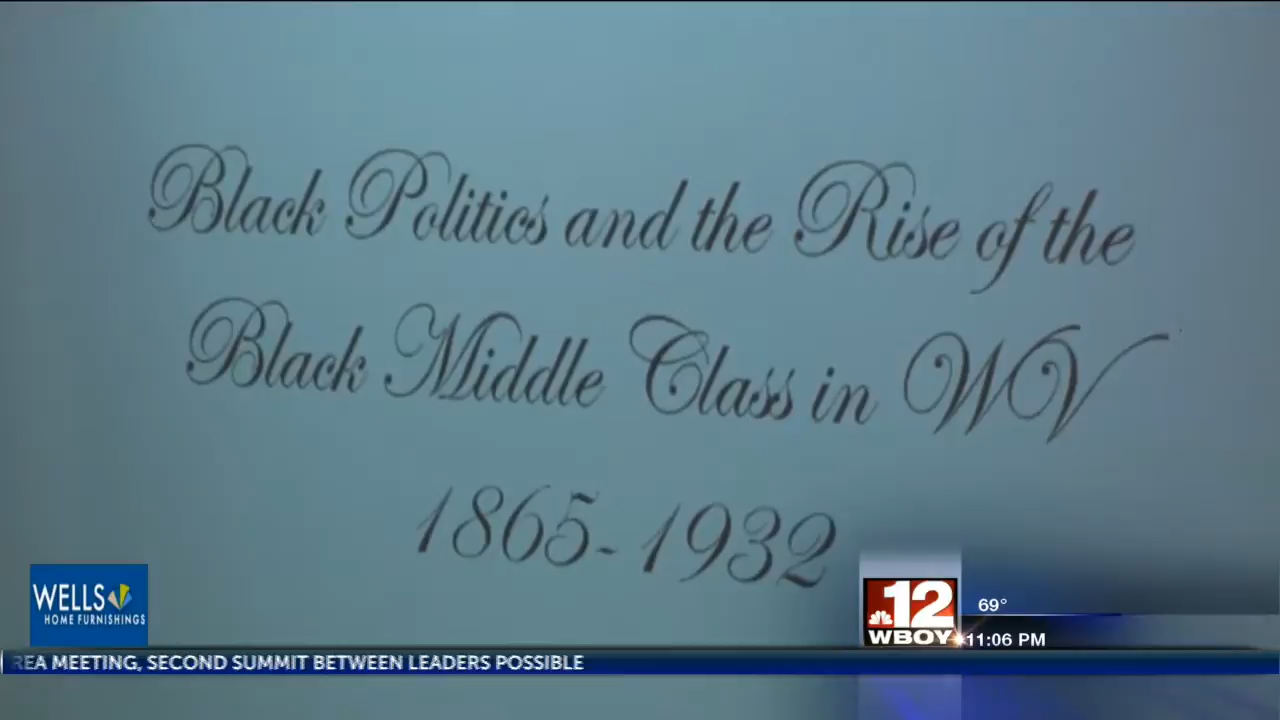 Black Politics and the Rise of the
Black Middle Class in WV
1865-1932
WELLS
HOME FURNISHINGS
12
WBOY
69°
11:06 PM
REA MEETING, SECOND SUMMIT BETWEEN LEADERS POSSIBLE